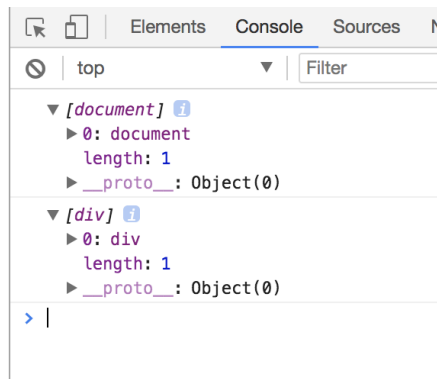 Elements Console Sources
top ▼ Filter
▼ [document] i
▶ 0: document
length: 1
▶ __proto__: Object(0)
▼ [div] i
▶ 0: div
length: 1
▶ __proto__: Object(0)
>